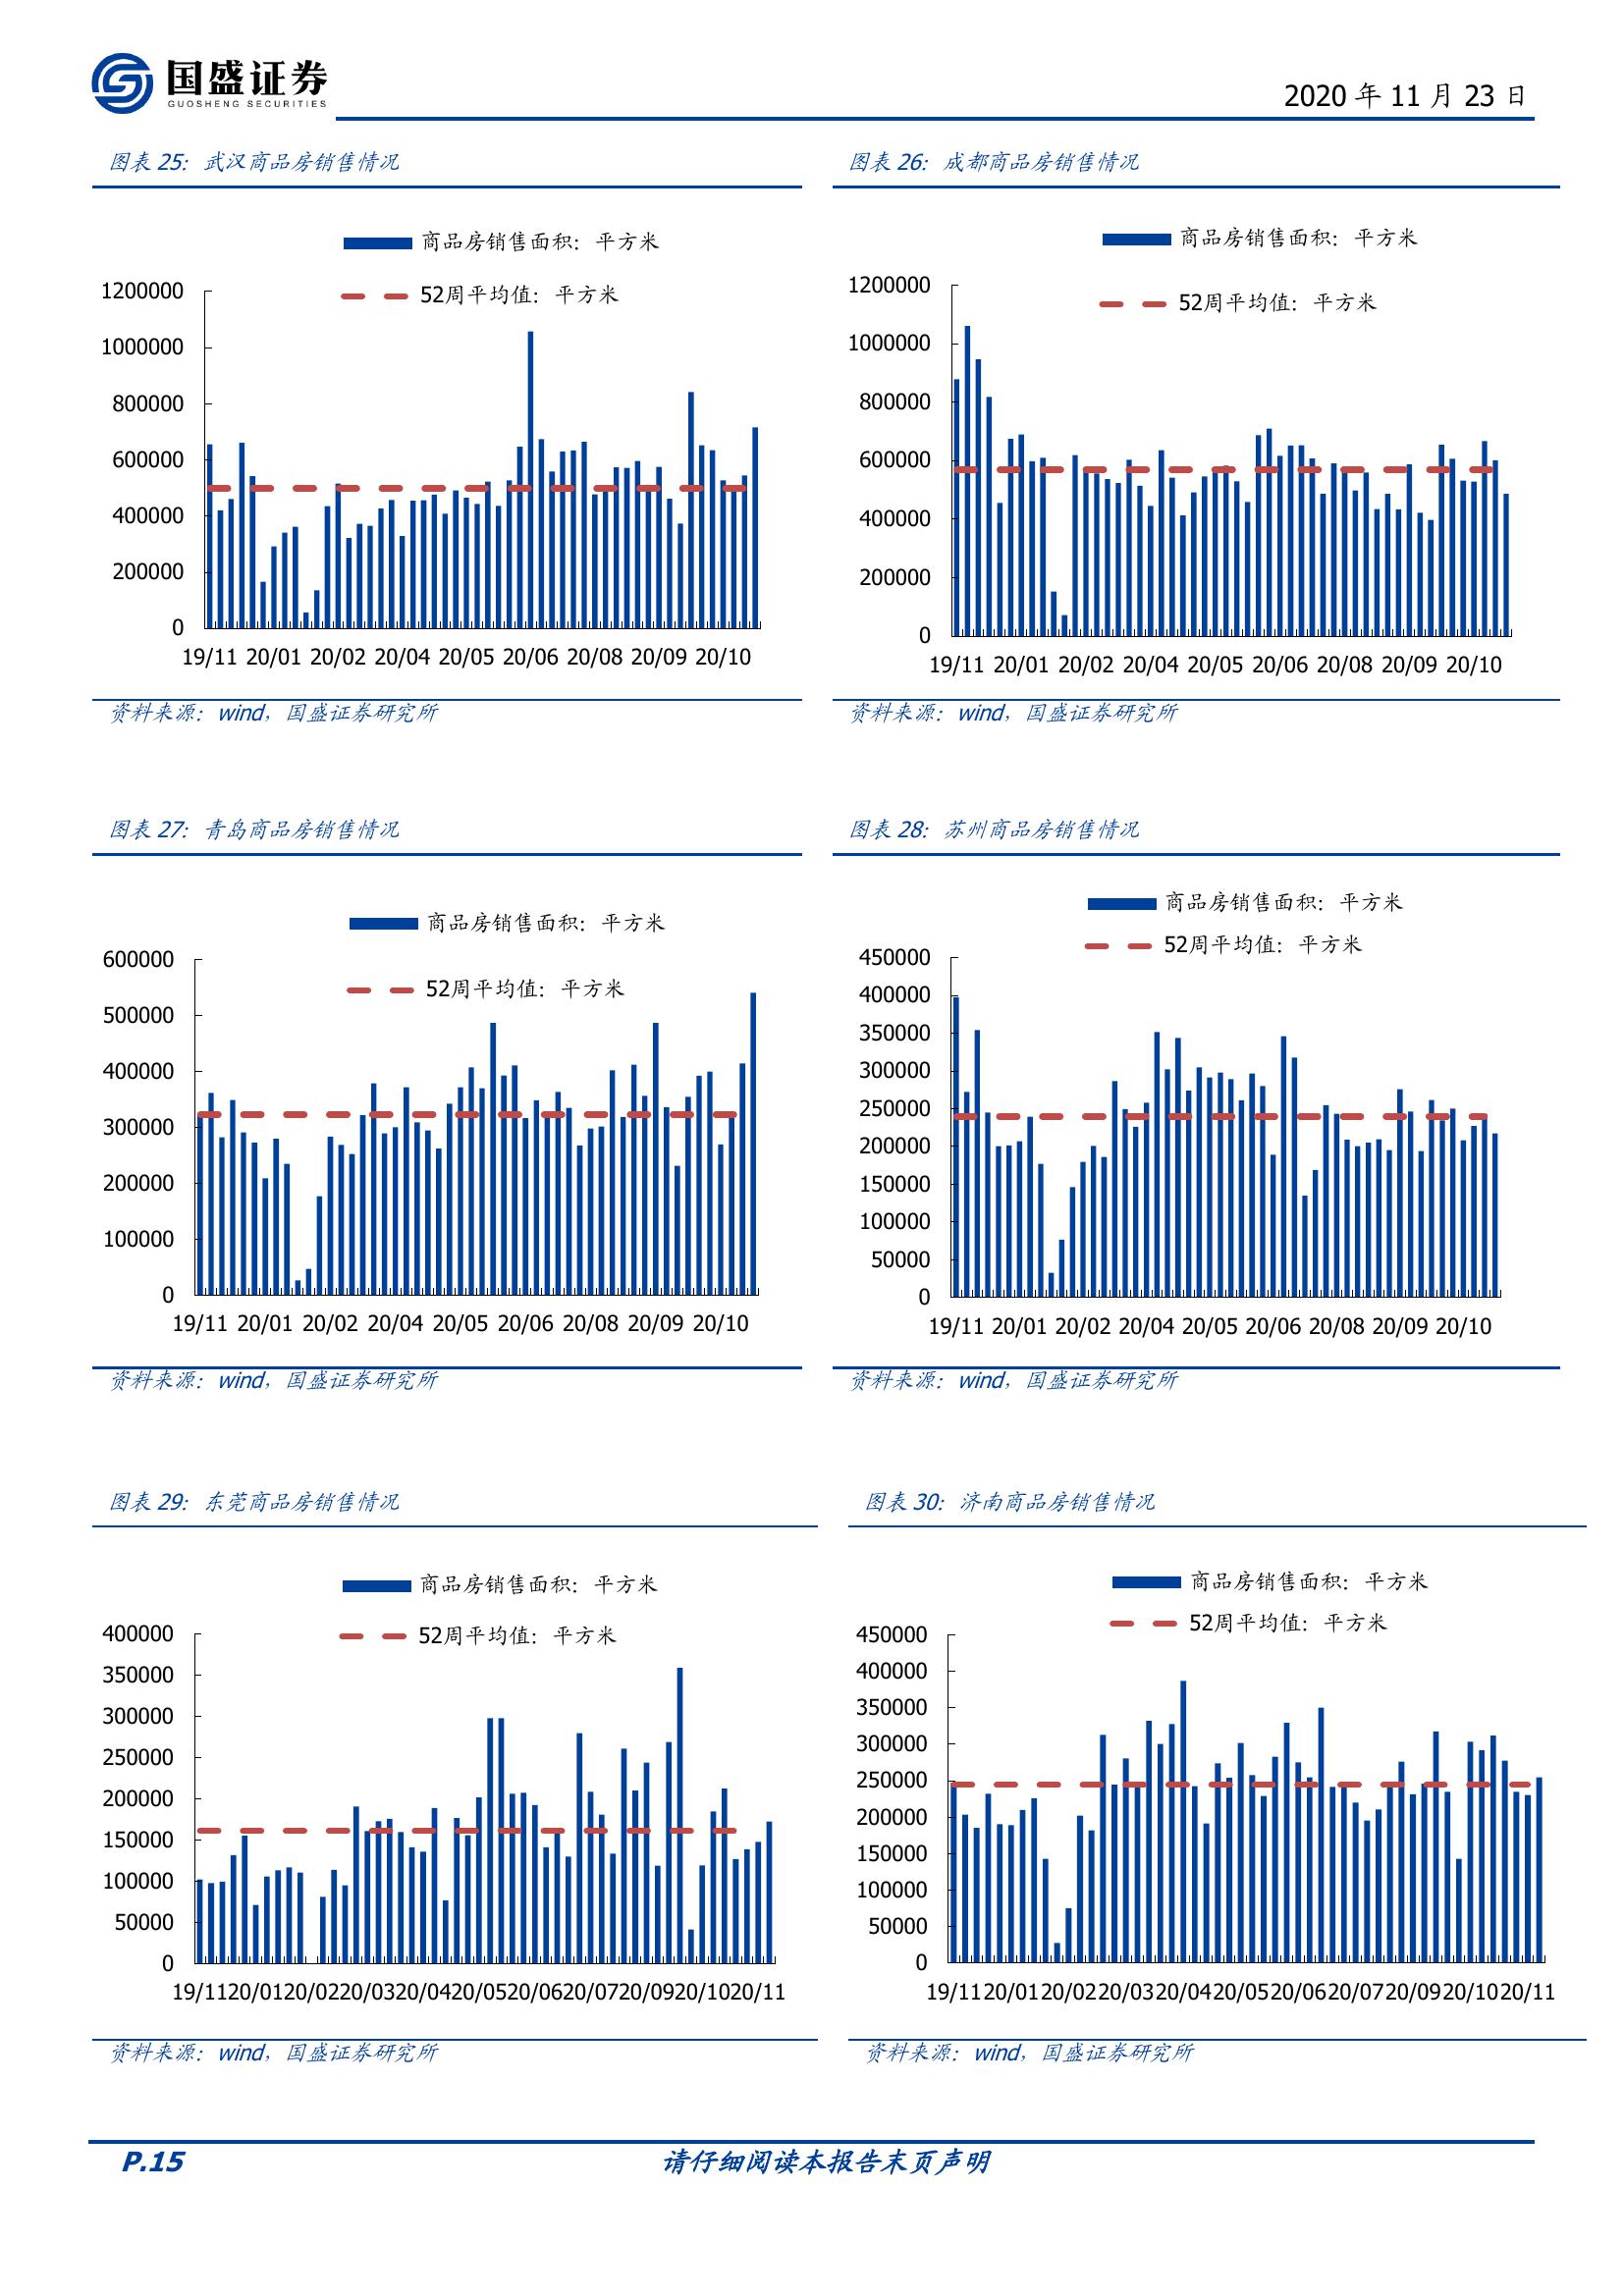 国盛证券
GUOSHENG SECURITIES
2020 年 11 月 23 日
图表 25: 武汉商品房销售情况
商品房销售面积：平方米
52周平均值：平方米
1200000
1000000
800000
600000
400000
200000
0
19/11 20/01 20/02 20/04 20/05 20/06 20/08 20/09 20/10
资料来源：wind，国盛证券研究所
图表 26: 成都商品房销售情况
商品房销售面积：平方米
52周平均值：平方米
1200000
1000000
800000
600000
400000
200000
0
19/11 20/01 20/02 20/04 20/05 20/06 20/08 20/09 20/10
资料来源：wind，国盛证券研究所
图表 27: 青岛商品房销售情况
商品房销售面积：平方米
52周平均值：平方米
600000
500000
400000
300000
200000
100000
0
19/11 20/01 20/02 20/04 20/05 20/06 20/08 20/09 20/10
资料来源：wind，国盛证券研究所
图表 28: 苏州商品房销售情况
商品房销售面积：平方米
52周平均值：平方米
450000
400000
350000
300000
250000
200000
150000
100000
50000
0
19/11 20/01 20/02 20/04 20/05 20/06 20/08 20/09 20/10
资料来源：wind，国盛证券研究所
图表 29: 东莞商品房销售情况
商品房销售面积：平方米
52周平均值：平方米
400000
350000
300000
250000
200000
150000
100000
50000
0
19/1120/0120/0220/0320/0420/0520/0620/0720/0920/1020/11
资料来源：wind，国盛证券研究所
图表 30: 济南商品房销售情况
商品房销售面积：平方米
52周平均值：平方米
450000
400000
350000
300000
250000
200000
150000
100000
50000
0
19/1120/0120/0220/0320/0420/0520/0620/0720/0920/1020/11
资料来源：wind，国盛证券研究所
P.15
请仔细阅读本报告末页声明